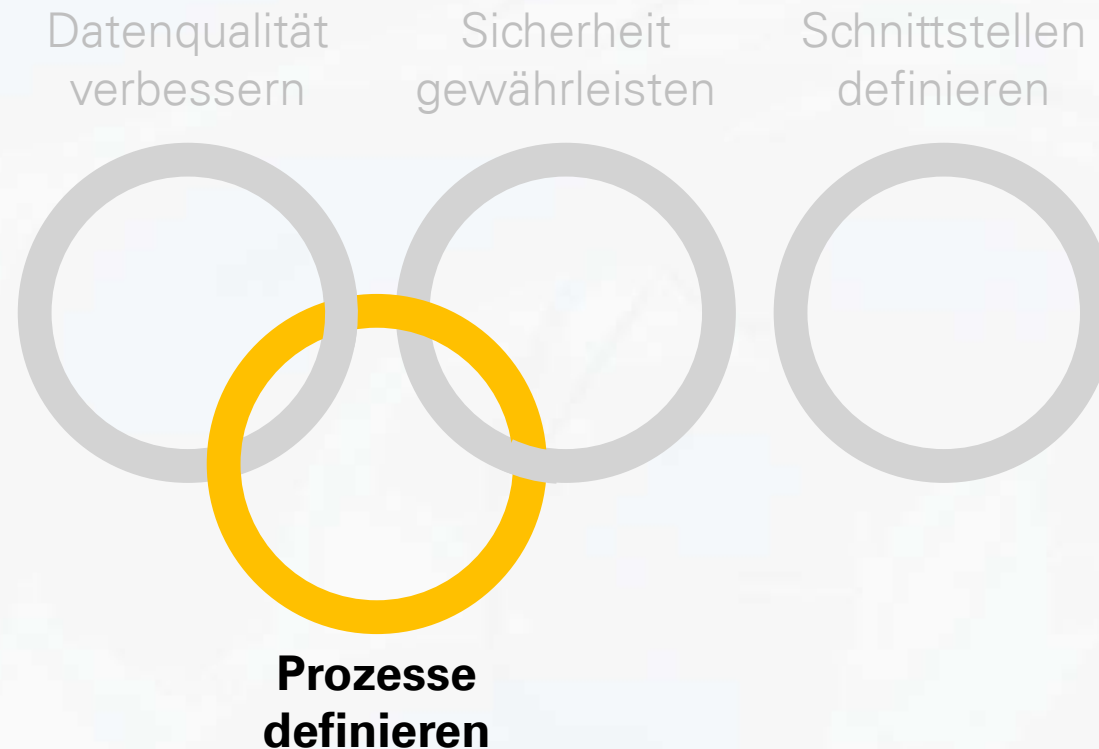 Datenqualität
verbessern
Sicherheit
gewährleisten
Schnittstellen
definieren
Prozesse
definieren